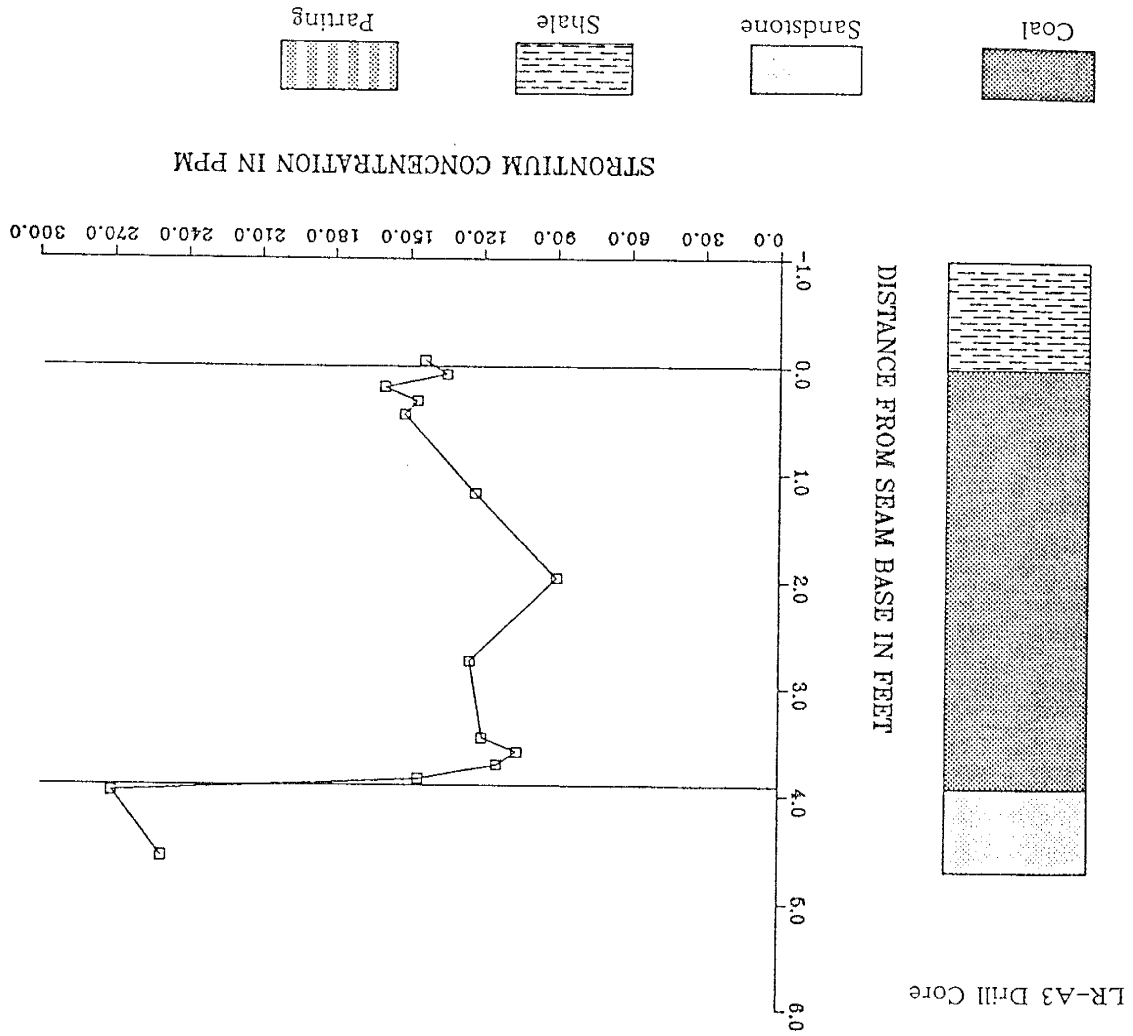 LR-A3 Drill Core
DISTANCE FROM SEAM BASE IN FEET
6.0
5.0
4.0
3.0
2.0
1.0
0.0
-1.0
0.0 30.0 60.0 90.0 120.0 150.0 180.0 210.0 240.0 270.0 300.0
STRONTIUM CONCENTRATION IN PPM
Coal Sandstone Shale Parting